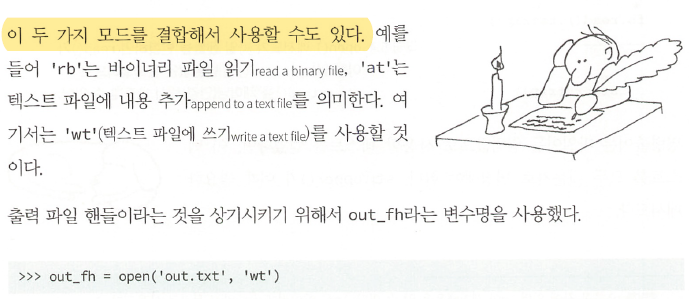 이 두 가지 모드를 결합해서 사용할 수도 있다. 예를
들어 'rb'는 바이너리 파일 읽기read a binary file, 'at'는
텍스트 파일에 내용 추가append to a text file를 의미한다. 여
기서는 'wt'(텍스트 파일에 쓰기write a text file)를 사용할 것
이다.
출력 파일 핸들이라는 것을 상기시키기 위해서 out_fh라는 변수명을 사용했다.
>>> out_fh = open('out.txt', 'wt')